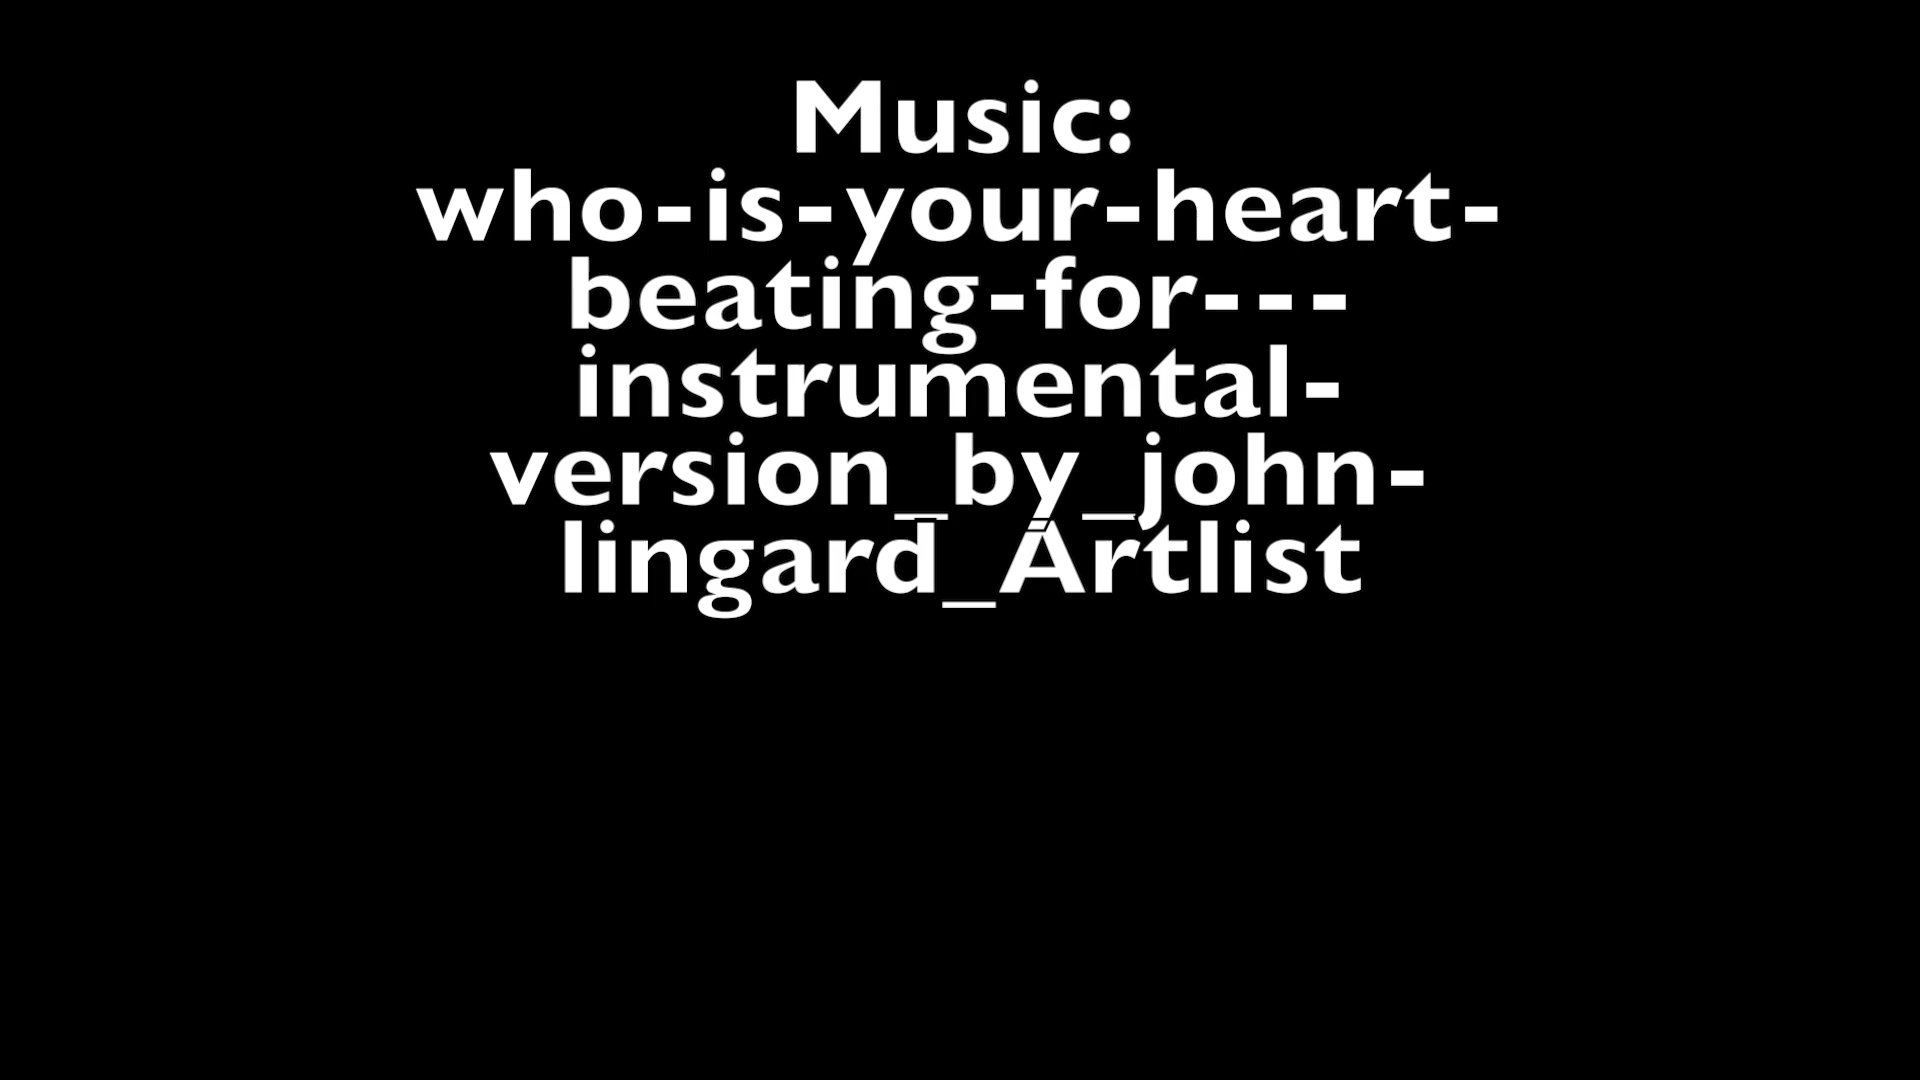 Music:
who-is-your-heart-
beating-for---
instrumental-
version_by_john-
lingard_Artlist